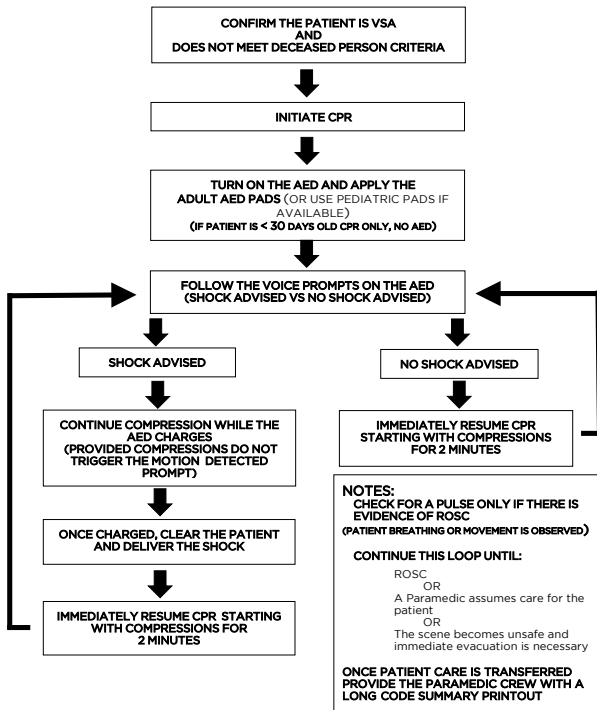 CONFIRM THE PATIENT IS VSA
AND
DOES NOT MEET DECEASED PERSON CRITERIA
INITIATE CPR
TURN ON THE AED AND APPLY THE
ADULT AED PADS (OR USE PEDIATRIC PADS IF
AVAILABLE)
(IF PATIENT IS < 30 DAYS OLD CPR ONLY, NO AED)
FOLLOW THE VOICE PROMPTS ON THE AED
(SHOCK ADVISED VS NO SHOCK ADVISED)
SHOCK ADVISED
CONTINUE COMPRESSION WHILE THE
AED CHARGES
(PROVIDED COMPRESSIONS DO NOT
TRIGGER THE MOTION DETECTED
PROMPT)
ONCE CHARGED, CLEAR THE PATIENT
AND DELIVER THE SHOCK
IMMEDIATELY RESUME CPR STARTING
WITH COMPRESSIONS FOR
2 MINUTES
NO SHOCK ADVISED
IMMEDIATELY RESUME CPR
STARTING WITH COMPRESSIONS
FOR 2 MINUTES
NOTES:
CHECK FOR A PULSE ONLY IF THERE IS
EVIDENCE OF ROSC
(PATIENT BREATHING OR MOVEMENT IS OBSERVED)
CONTINUE THIS LOOP UNTIL:
ROSC
OR
A Paramedic assumes care for the
patient
OR
The scene becomes unsafe and
immediate evacuation is necessary
ONCE PATIENT CARE IS TRANSFERRED
PROVIDE THE PARAMEDIC CREW WITH A
LONG CODE SUMMARY PRINTOUT